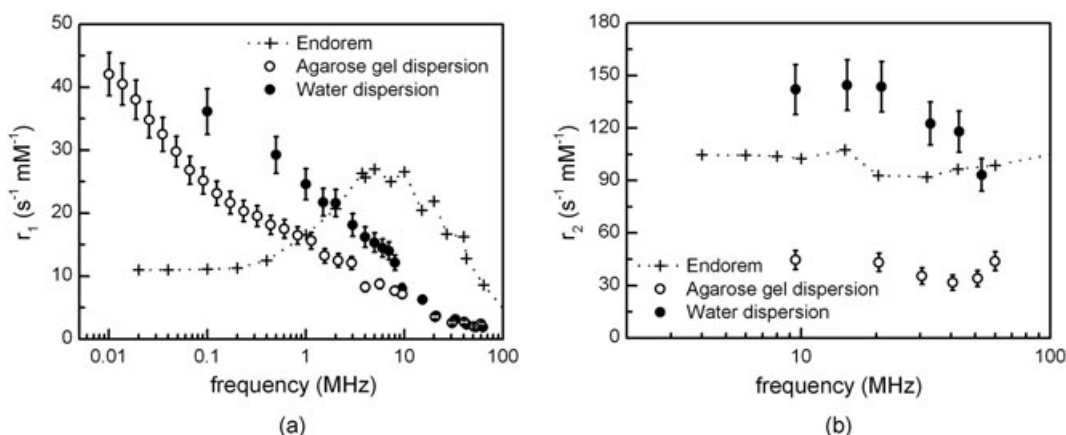 50
40
30
20
10
0
r₁ (s⁻¹ mM⁻¹)
Endorem
Agarose gel dispersion
Water dispersion
0.01 0.1 1 10 100
frequency (MHz)
(a)
180
150
120
90
60
30
0
r₂ (s⁻¹ mM⁻¹)
Endorem
Agarose gel dispersion
Water dispersion
10 100
frequency (MHz)
(b)